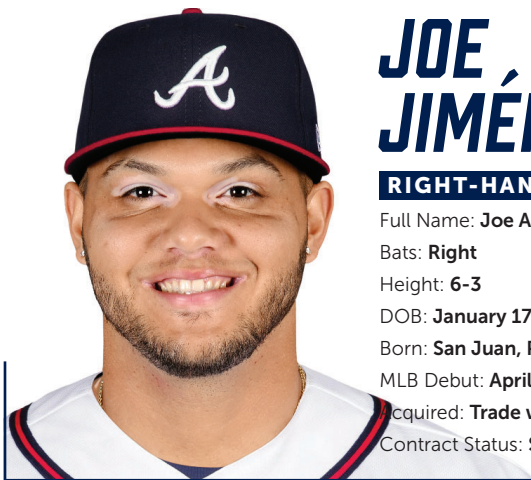 JOE
JIMÉ
RIGHT-HAN
Full Name: Joe A
Bats: Right
Height: 6-3
DOB: January 17
Born: San Juan,
MLB Debut: April
Acquired: Trade
Contract Status:
A